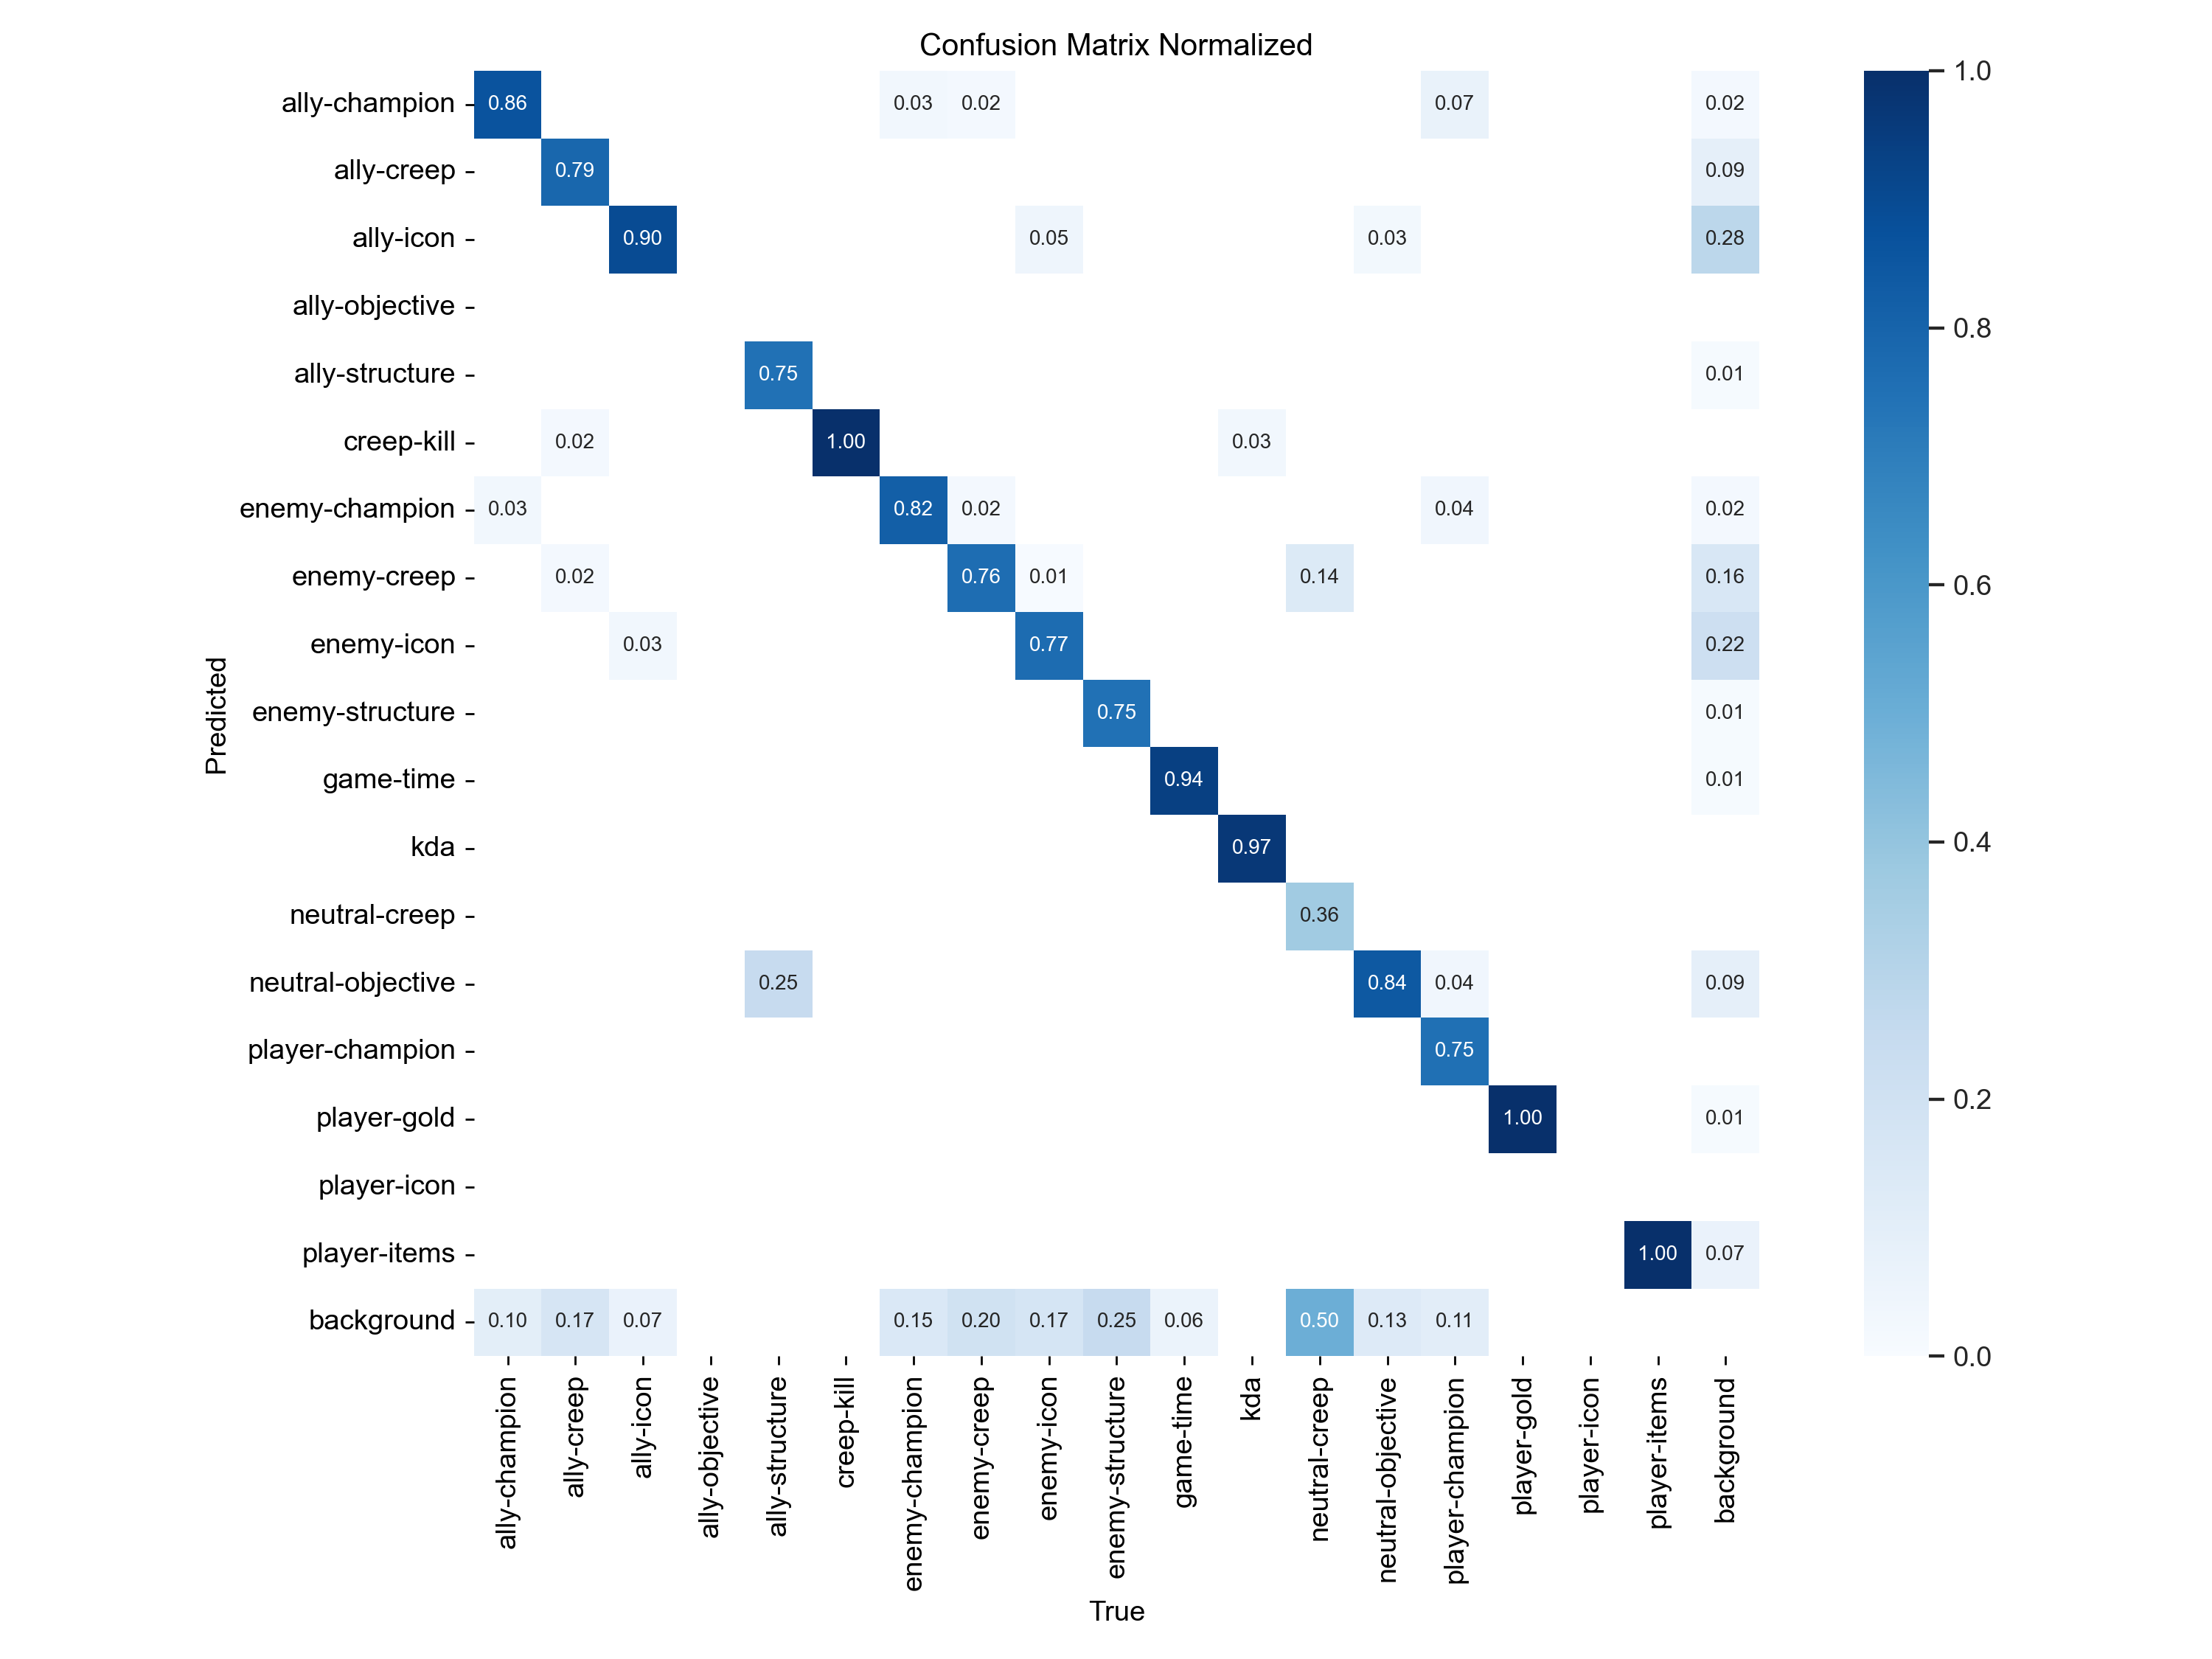 Confusion Matrix Normalized
ally-champion 0.86 0.03 0.02 0.07 0.02
ally-creep 0.79 0.09
ally-icon 0.90 0.05 0.03 0.28
ally-objective
ally-structure 0.75 0.01
creep-kill 0.02 1.00 0.03
enemy-champion 0.03 0.82 0.02 0.04 0.02
enemy-creep 0.02 0.76 0.01 0.14 0.16
enemy-icon 0.03 0.77 0.22
enemy-structure 0.75 0.01
game-time 0.94 0.01
kda 0.97
neutral-creep 0.36
neutral-objective 0.25 0.84 0.04 0.09
player-champion 0.75
player-gold 1.00 0.01
player-icon
player-items 1.00 0.07
background 0.10 0.17 0.07 0.15 0.20 0.17 0.25 0.06 0.50 0.13 0.11
Predicted
ally-champion
ally-creep
ally-icon
ally-objective
ally-structure
creep-kill
enemy-champion
enemy-creep
enemy-icon
enemy-structure
game-time
kda
neutral-creep
neutral-objective
player-champion
player-gold
player-icon
player-items
background
True
1.0
0.8
0.6
0.4
0.2
0.0